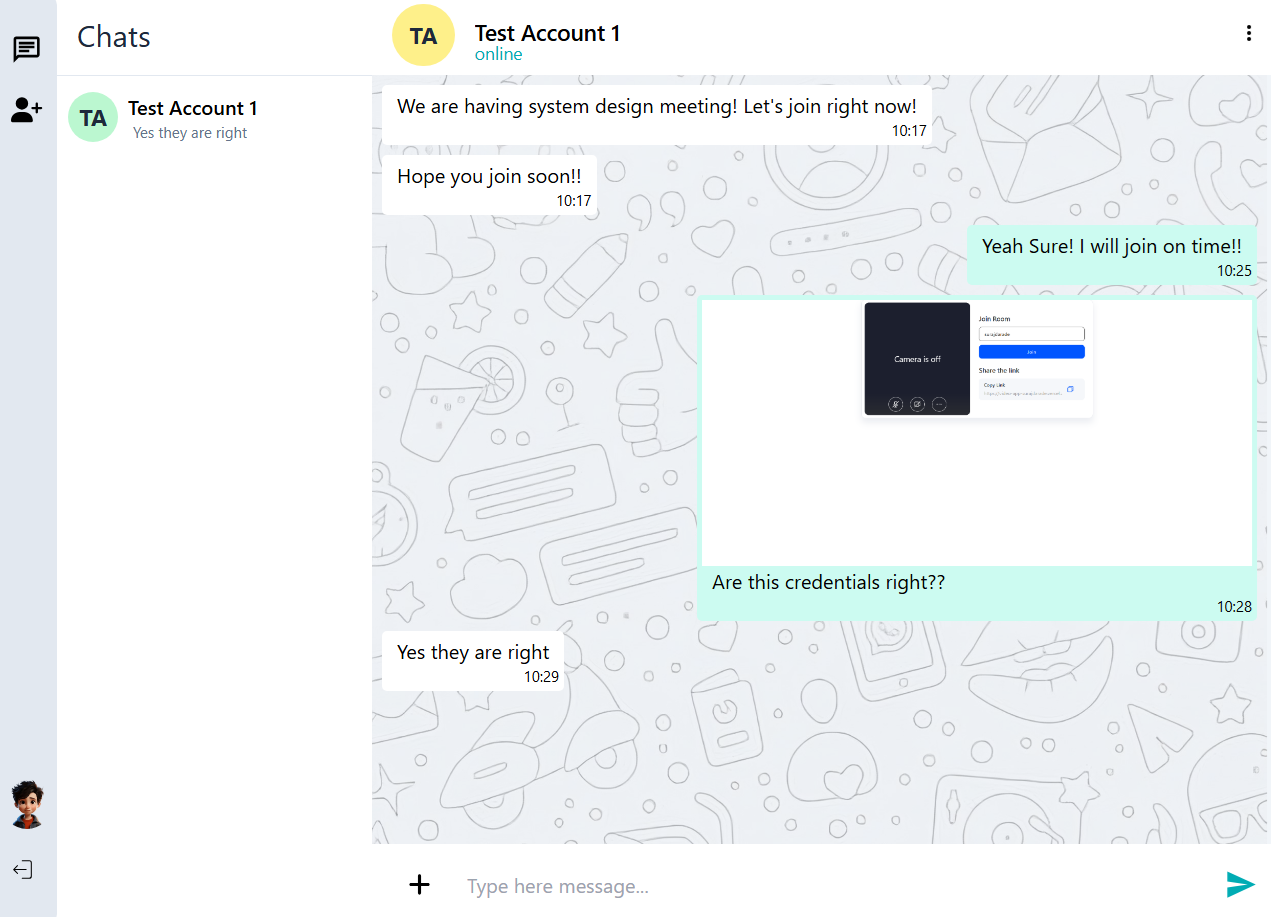 Chats
TA
Test Account 1
Yes they are right
TA
Test Account 1
online
We are having system design meeting! Let's join right now!
10:17
Hope you join soon!!
10:17
Yeah Sure! I will join on time!!
10:25
Camera is off
Join Room
Join
Share the link
Copy Link
Are this credentials right??
10:28
Yes they are right
10:29
Type here message...